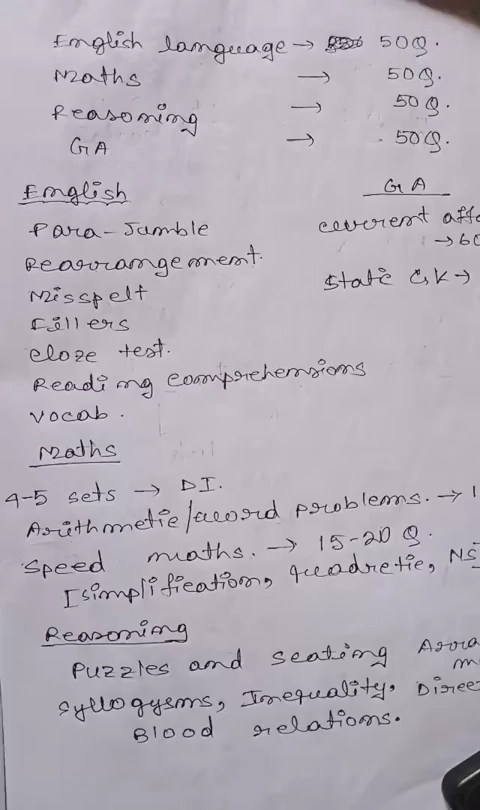 English language → 50Q.
Maths → 50Q.
Reasoning → 50Q.
GA → 50Q.
English
Para-Jumble
Rearrangement.
Misspelt
Fillers
cloze test.
Reading comprehensions
vocab.
GA
current affa
→ 60
Static GK →
Maths
4-5 sets → DI.
Arithmetic/word problems. → 1
Speed maths. → 15-20 Q.
[simplification, quadretic, NS
Reasoning
Puzzles and seating Arra
m
syllogysms, Inequality, Direc
Blood relations.